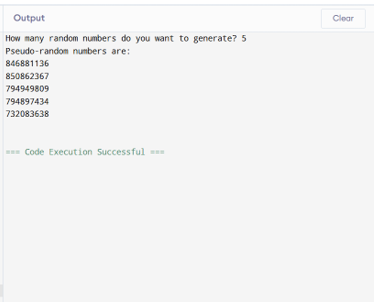 Output
Clear
How many random numbers do you want to generate? 5
Pseudo-random numbers are:
846881136
850862367
794949809
794897434
732083638
=== Code Execution Successful ===